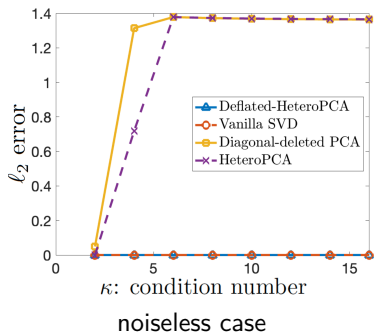 1.4
1.2
1
0.8
0.6
0.4
0.2
0
ℓ₂ error
Deflated-HeteroPCA
Vanilla SVD
Diagonal-deleted PCA
HeteroPCA
0 5 10 15
κ: condition number
noiseless case